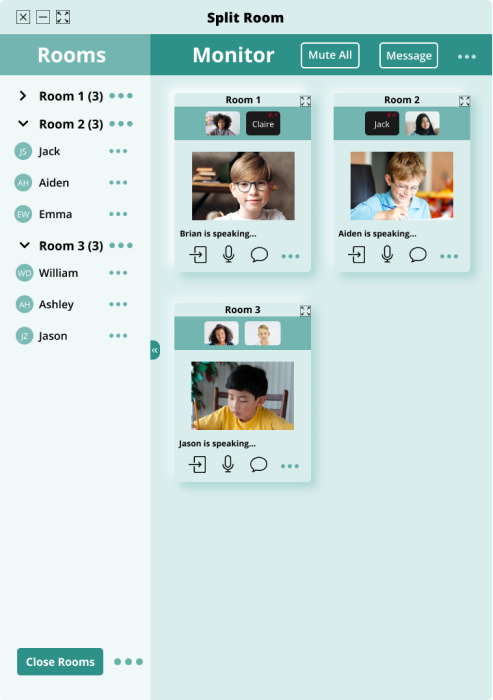 Split Room
Rooms
Monitor
Mute All
Message
Room 1 (3)
Room 2 (3)
JS Jack
AH Aiden
EW Emma
Room 3 (3)
WD William
AH Ashley
JZ Jason
Close Rooms
Room 1
Claire
Brian is speaking...
Room 2
Jack
Aiden is speaking...
Room 3
Jason is speaking...